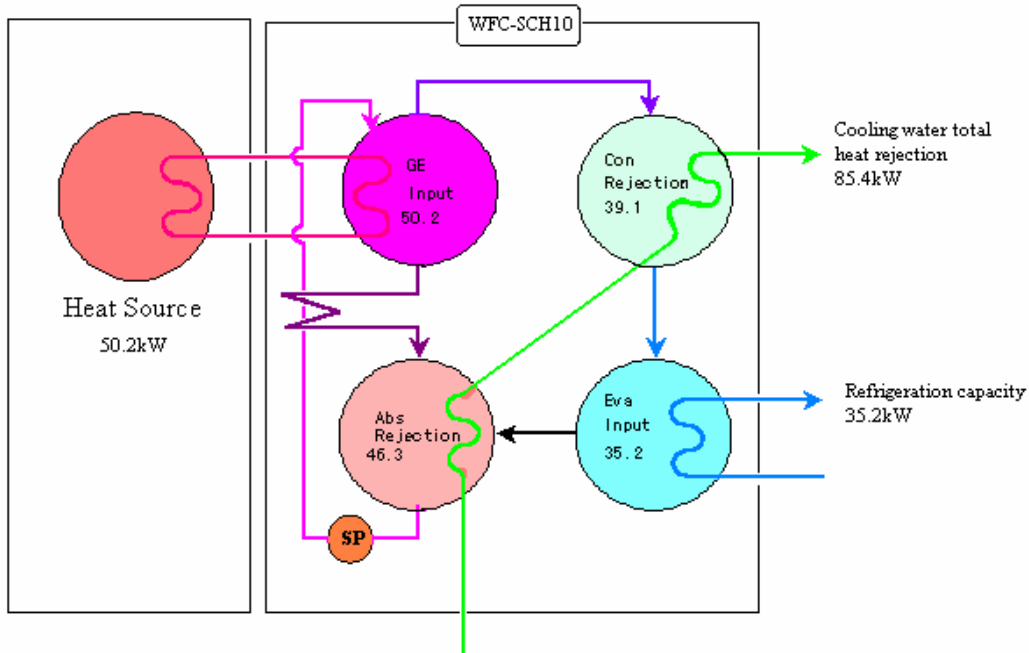 WFC-SCH10
Heat Source
50.2kW
GE
Input
50.2
Con
Rejection
39.1
Cooling water total
heat rejection
85.4kW
Abs
Rejection
46.3
Eva
Input
35.2
Refrigeration capacity
35.2kW
SP